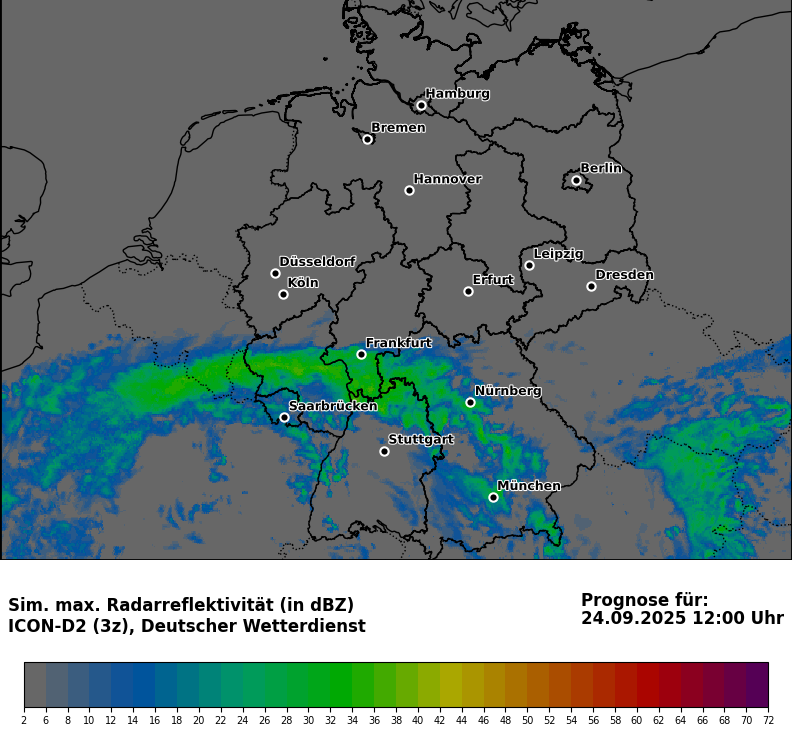 Hamburg
Bremen
Berlin
Hannover
Leipzig
Düsseldorf
Dresden
Köln
Erfurt
Frankfurt
Nürnberg
Saarbrücken
Stuttgart
München
Sim. max. Radarreflektivität (in dBZ)
ICON-D2 (3z), Deutscher Wetterdienst
Prognose für:
24.09.2025 12:00 Uhr
2 6 8 10 12 14 16 18 20 22 24 26 28 30 32 34 36 38 40 42 44 46 48 50 52 54 56 58 60 62 64 66 68 70 72